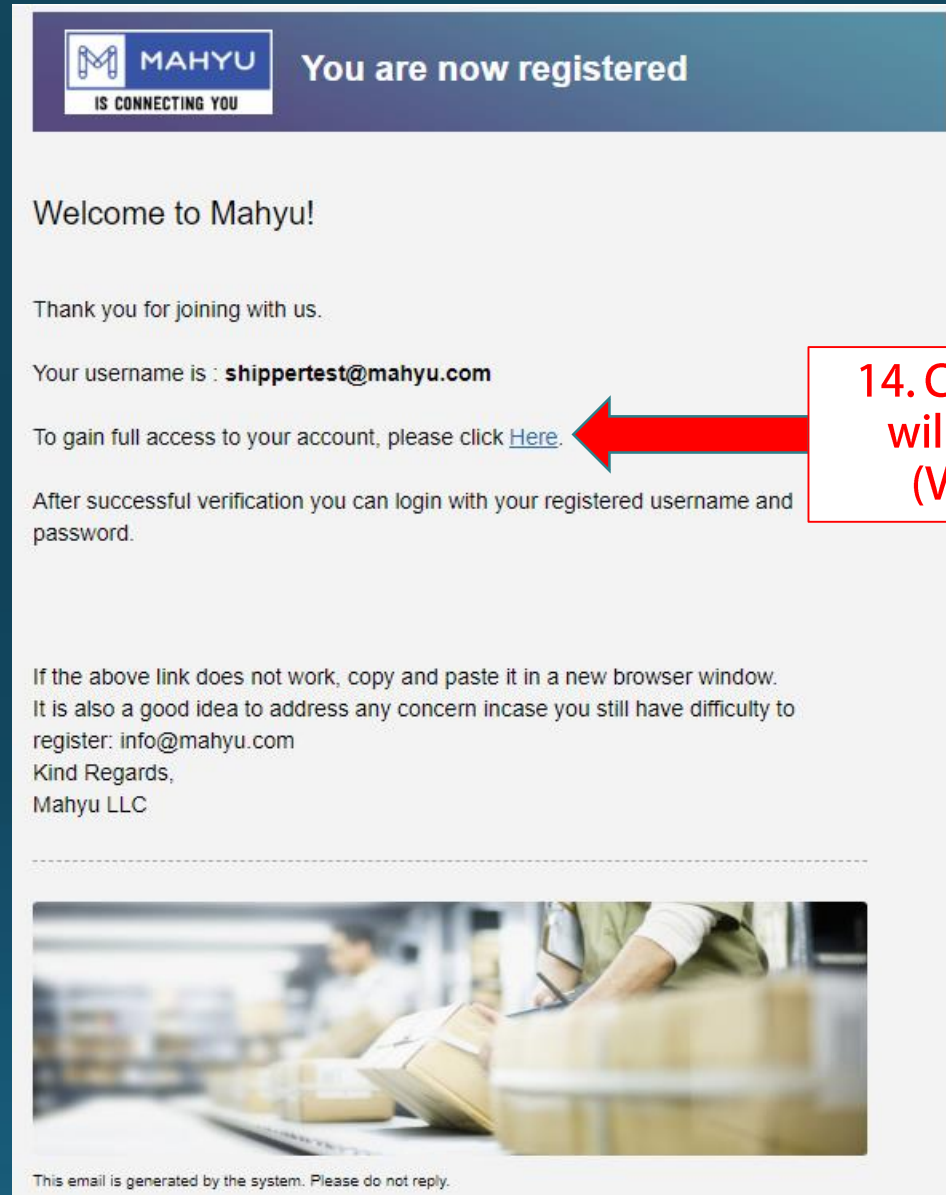 MAHYU
IS CONNECTING YOU
You are now registered
Welcome to Mahyu!
Thank you for joining with us.
Your username is : shippertest@mahyu.com
To gain full access to your account, please click Here.
14. C
wil
(V
After successful verification you can login with your registered username and
password.
If the above link does not work, copy and paste it in a new browser window.
It is also a good idea to address any concern incase you still have difficulty to
register: info@mahyu.com
Kind Regards,
Mahyu LLC
This email is generated by the system. Please do not reply.